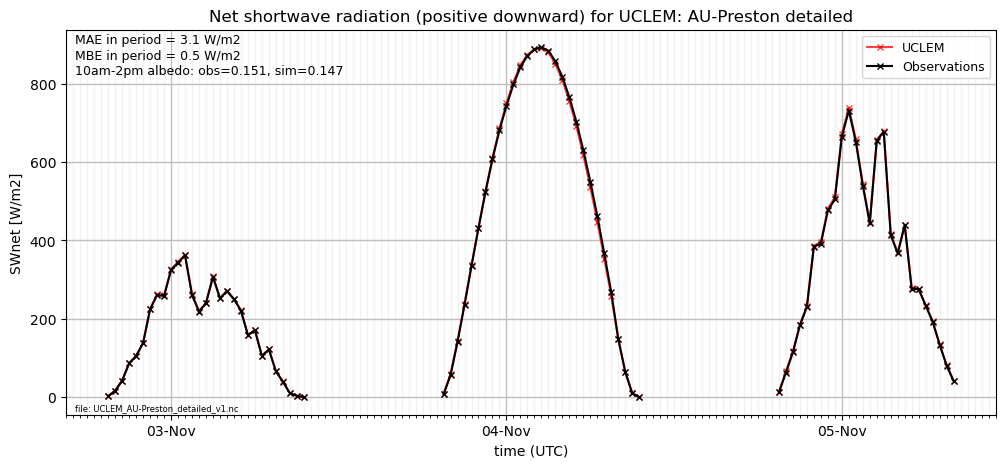 Net shortwave radiation (positive downward) for UCLEM: AU-Preston detailed
MAE in period = 3.1 W/m2
MBE in period = 0.5 W/m2
10am-2pm albedo: obs=0.151, sim=0.147
UCLEM
Observations
SWnet [W/m2]
800
600
400
200
0
file: UCLEM_AU-Preston_detailed_v1.nc
03-Nov
04-Nov
05-Nov
time (UTC)